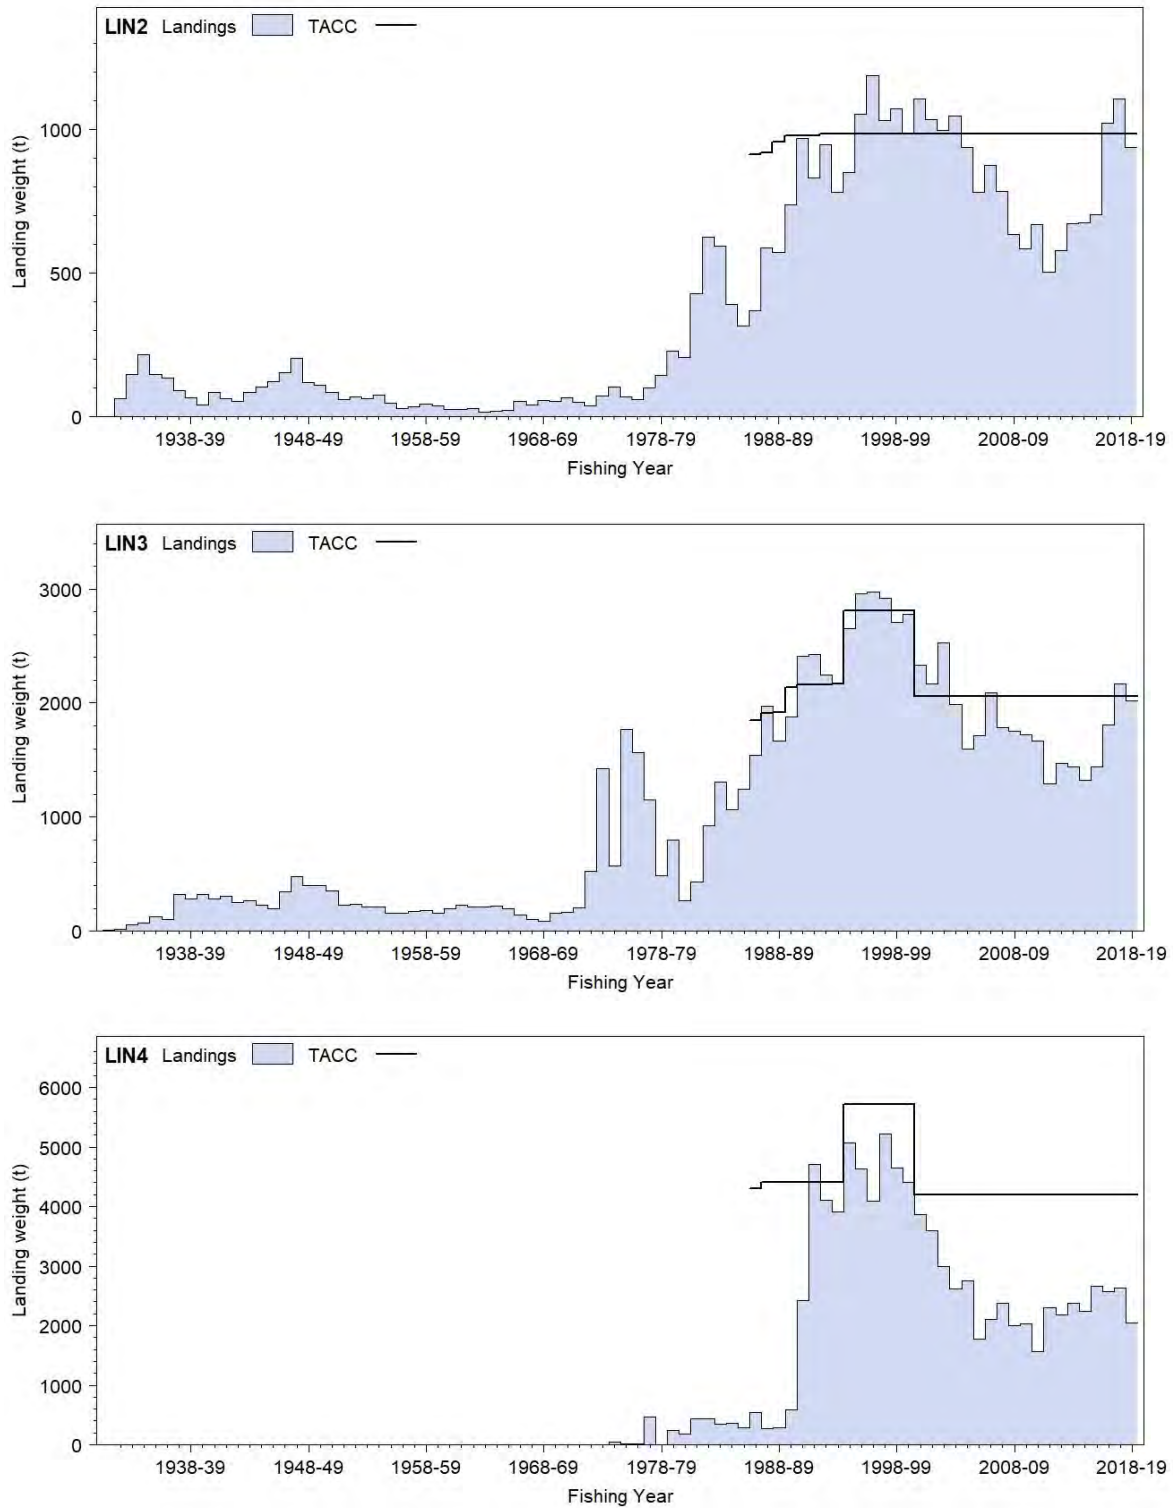 LIN2 Landings TACC
Landing weight (t)
1000
500
0
1938-39 1948-49 1958-59 1968-69 1978-79 1988-89 1998-99 2008-09 2018-19
Fishing Year
LIN3 Landings TACC
Landing weight (t)
3000
2000
1000
0
1938-39 1948-49 1958-59 1968-69 1978-79 1988-89 1998-99 2008-09 2018-19
Fishing Year
LIN4 Landings TACC
Landing weight (t)
6000
5000
4000
3000
2000
1000
0
1938-39 1948-49 1958-59 1968-69 1978-79 1988-89 1998-99 2008-09 2018-19
Fishing Year